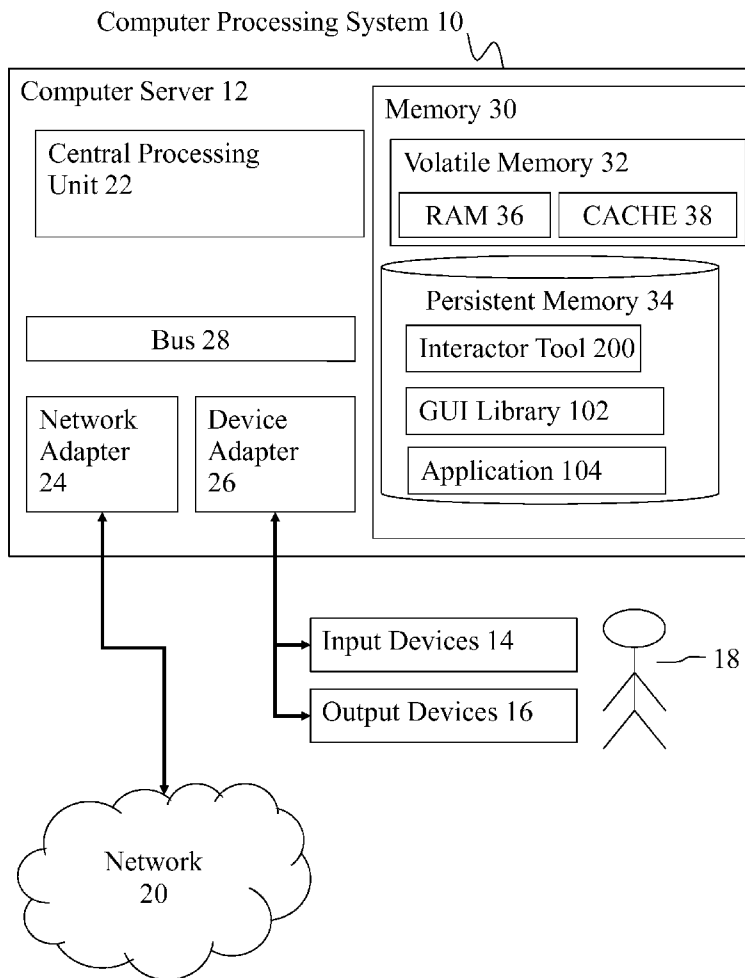 Computer Processing System 10
Computer Server 12
Central Processing
Unit 22
Bus 28
Network
Adapter
24
Device
Adapter
26
Memory 30
Volatile Memory 32
RAM 36
CACHE 38
Persistent Memory 34
Interactor Tool 200
GUI Library 102
Application 104
Input Devices 14
Output Devices 16
18
Network
20